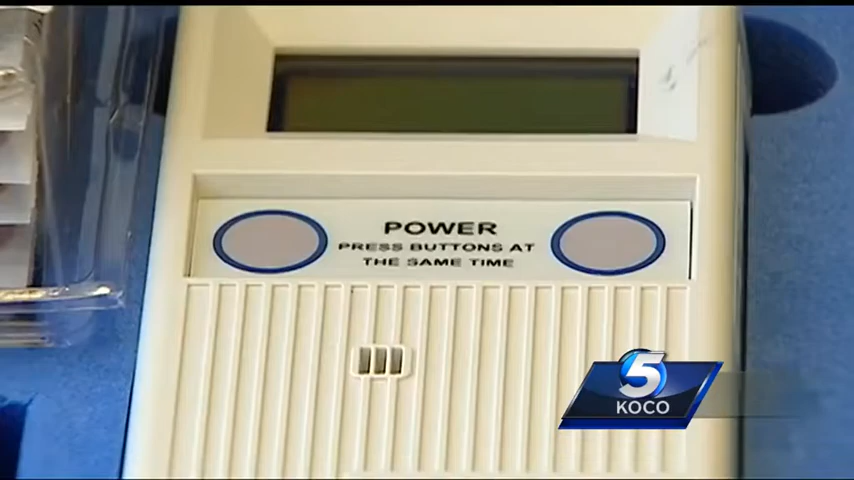 POWER
PRESS BUTTONS AT
THE SAME TIME
5
KOCO